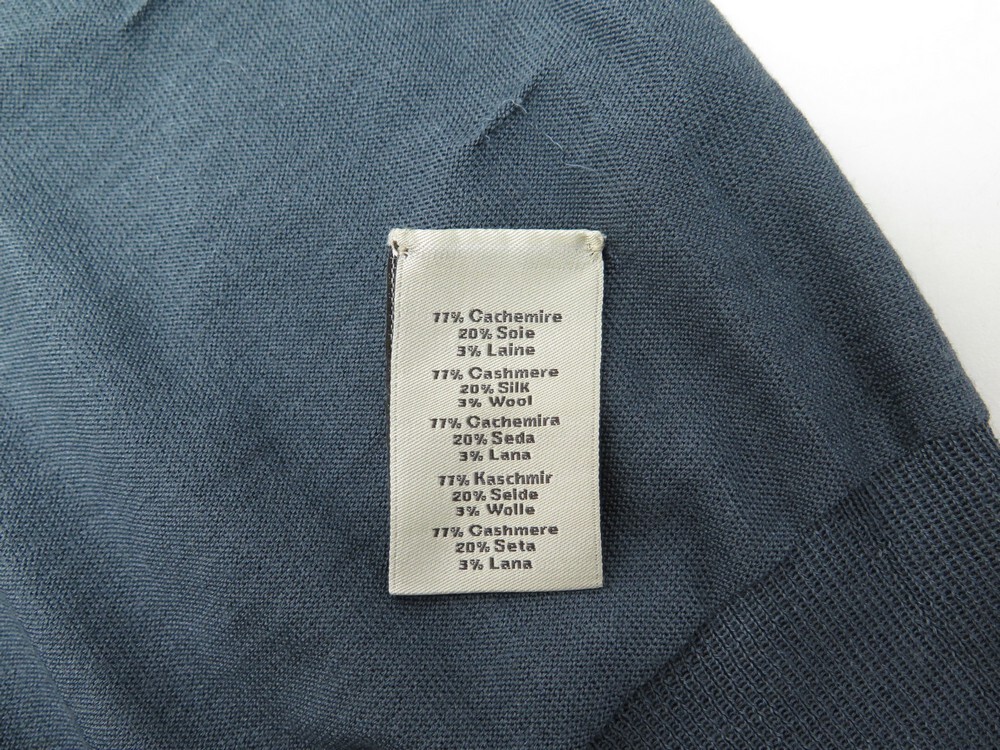 77% Cachemire
20% Soie
3% Laine
77% Cashmere
20% Silk
3% Wool
77% Cachemira
20% Seda
3% Lana
77% Kaschmir
20% Seide
3% Wolle
77% Cashmere
20% Seta
3% Lana